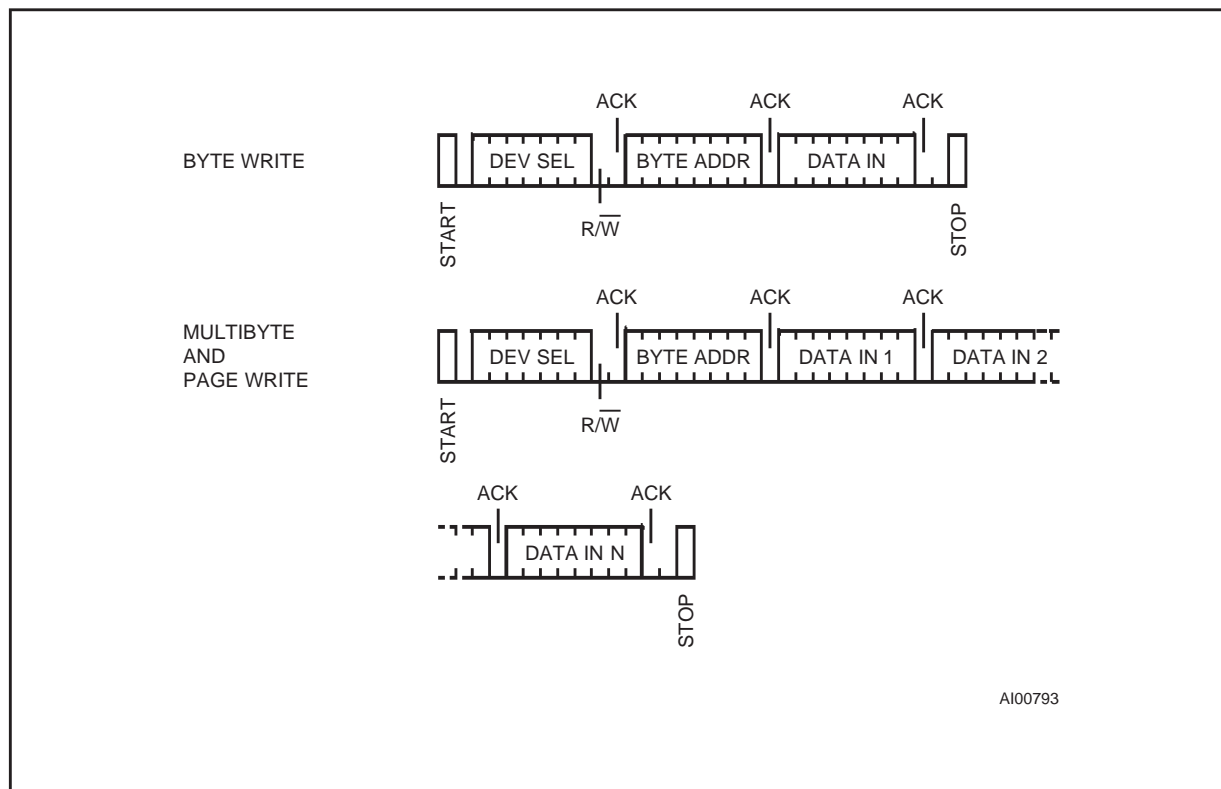 ACK ACK ACK
BYTE WRITE DEV SEL BYTE ADDR DATA IN
R/W̅
START STOP
ACK ACK ACK
MULTIBYTE
AND
PAGE WRITE
DEV SEL BYTE ADDR DATA IN 1 DATA IN 2
R/W̅
START
ACK ACK
DATA IN N
STOP
AI00793